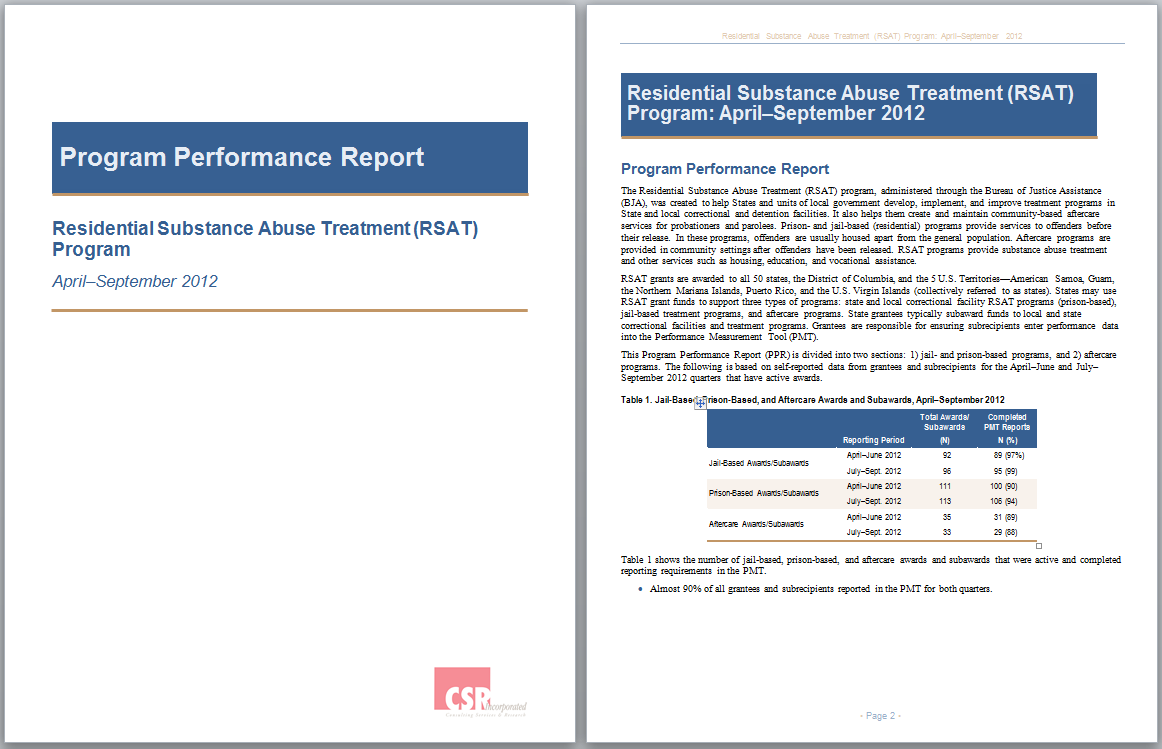 Program Performance Report
Residential Substance Abuse Treatment (RSAT)
Program
April–September 2012
CSR
Incorporated
Residential Substance Abuse Treatment (RSAT) Program: April–September 2012
Residential Substance Abuse Treatment (RSAT)
Program: April–September 2012
Program Performance Report
The Residential Substance Abuse Treatment (RSAT) program, administered through the Bureau of Justice Assistance
(BJA), was created to help States and units of local government develop, implement, and improve treatment programs in
State and local correctional and detention facilities. It also helps them create and maintain community-based aftercare
services for probationers and parolees. Prison- and jail-based (residential) programs provide services to offenders before
their release. In these programs, offenders are usually housed apart from the general population. Aftercare programs are
provided in community settings after offenders have been released. RSAT programs provide substance abuse treatment
and other services such as housing, education, and vocational assistance.
RSAT grants are awarded to all 50 states, the District of Columbia, and the 5 U.S. Territories—American Samoa, Guam,
the Northern Mariana Islands, Puerto Rico, and the U.S. Virgin Islands (collectively referred to as states). States may use
RSAT grant funds to support three types of programs: state and local correctional facility RSAT programs (prison-based),
jail-based treatment programs, and aftercare programs. State grantees typically subaward funds to local and state
correctional facilities and treatment programs. Grantees are responsible for ensuring subrecipients enter performance data
into the Performance Measurement Tool (PMT).
This Program Performance Report (PPR) is divided into two sections: 1) jail- and prison-based programs, and 2) aftercare
programs. The following is based on self-reported data from grantees and subrecipients for the April–June and July–
September 2012 quarters that have active awards.
Table 1. Jail-Based, Prison-Based, and Aftercare Awards and Subawards, April–September 2012
Total Awards/ Completed
Subawards PMT Reports
Reporting Period (N) N (%)
Jail-Based Awards/Subawards
April–June 2012 92 89 (97%)
July–Sept. 2012 96 95 (99)
Prison-Based Awards/Subawards
April–June 2012 111 100 (90)
July–Sept. 2012 113 106 (94)
Aftercare Awards/Subawards
April–June 2012 35 31 (89)
July–Sept. 2012 33 29 (88)
Table 1 shows the number of jail-based, prison-based, and aftercare awards and subawards that were active and completed
reporting requirements in the PMT.
• Almost 90% of all grantees and subrecipients reported in the PMT for both quarters.
- Page 2 -